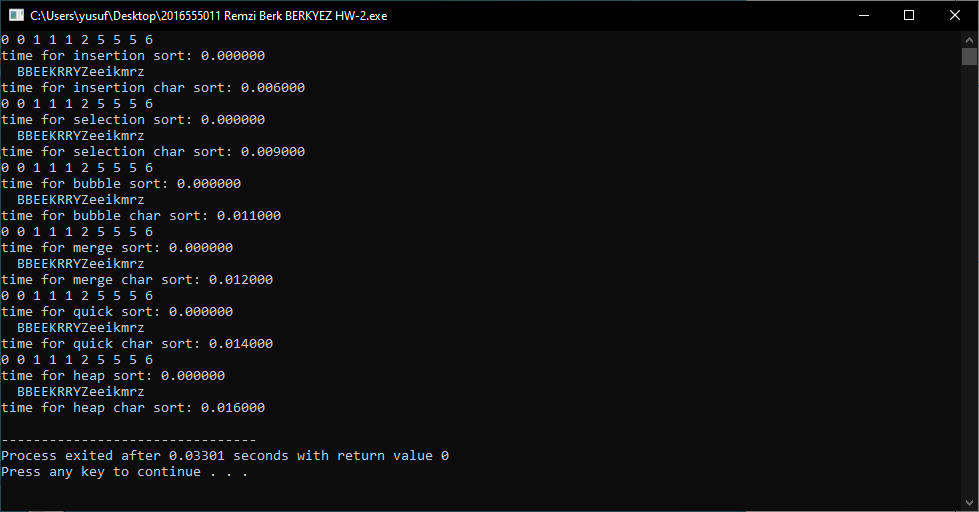 C:\Users\yusuf\Desktop\2016555011 Remzi Berk BERKYEZ HW-2.exe
0 0 1 1 1 2 5 5 5 6
time for insertion sort: 0.000000
  BBEEKRRYZeeikmrz
time for insertion char sort: 0.006000
0 0 1 1 1 2 5 5 5 6
time for selection sort: 0.000000
  BBEEKRRYZeeikmrz
time for selection char sort: 0.009000
0 0 1 1 1 2 5 5 5 6
time for bubble sort: 0.000000
  BBEEKRRYZeeikmrz
time for bubble char sort: 0.011000
0 0 1 1 1 2 5 5 5 6
time for merge sort: 0.000000
  BBEEKRRYZeeikmrz
time for merge char sort: 0.012000
0 0 1 1 1 2 5 5 5 6
time for quick sort: 0.000000
  BBEEKRRYZeeikmrz
time for quick char sort: 0.014000
0 0 1 1 1 2 5 5 5 6
time for heap sort: 0.000000
  BBEEKRRYZeeikmrz
time for heap char sort: 0.016000
--------------------------------
Process exited after 0.03301 seconds with return value 0
Press any key to continue . . .